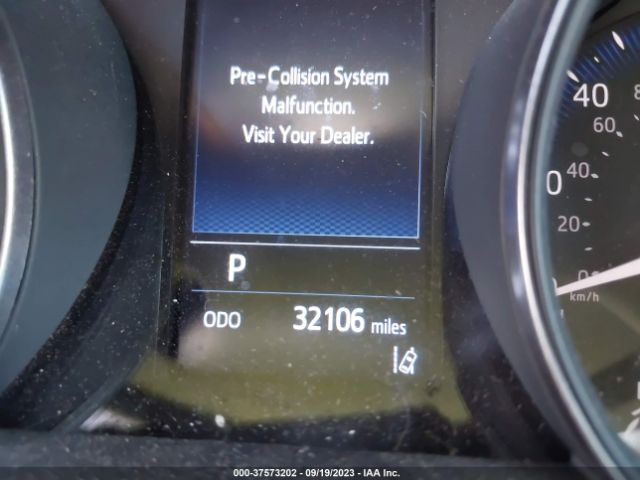 Pre-Collision System
Malfunction.
Visit Your Dealer.
P
ODO 32106 miles
40
60
40
20
0
km/h
000-37573202 - 09/19/2023 - IAA Inc.